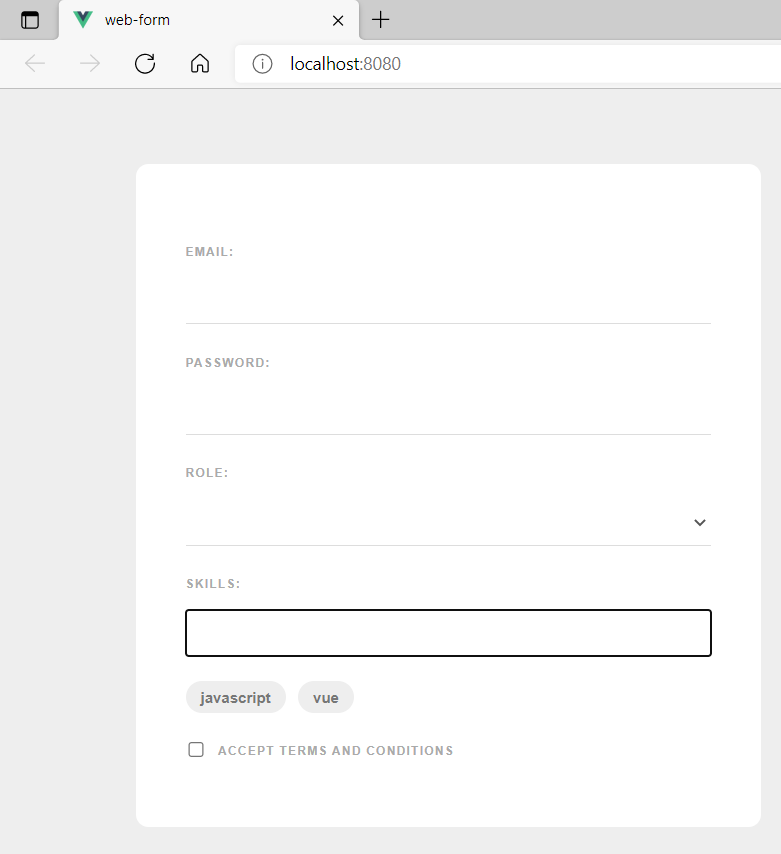 web-form
localhost:8080
EMAIL:
PASSWORD:
ROLE:
SKILLS:
javascript vue
ACCEPT TERMS AND CONDITIONS